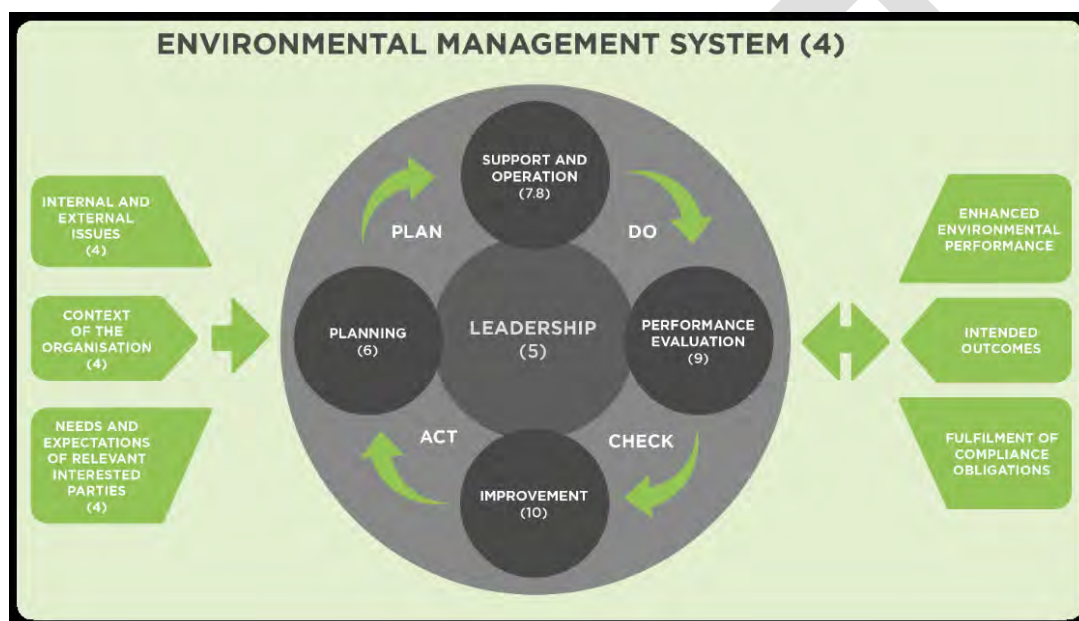 ENVIRONMENTAL MANAGEMENT SYSTEM (4)
INTERNAL AND
EXTERNAL
ISSUES
(4)
CONTEXT
OF THE
ORGANISATION
(4)
NEEDS AND
EXPECTATIONS
OF RELEVANT
INTERESTED
PARTIES
(4)
SUPPORT AND
OPERATION
(7.8)
PLAN
DO
PLANNING
(6)
LEADERSHIP
(5)
PERFORMANCE
EVALUATION
(9)
ACT
CHECK
IMPROVEMENT
(10)
ENHANCED
ENVIRONMENTAL
PERFORMANCE
INTENDED
OUTCOMES
FULFILMENT OF
COMPLIANCE
OBLIGATIONS